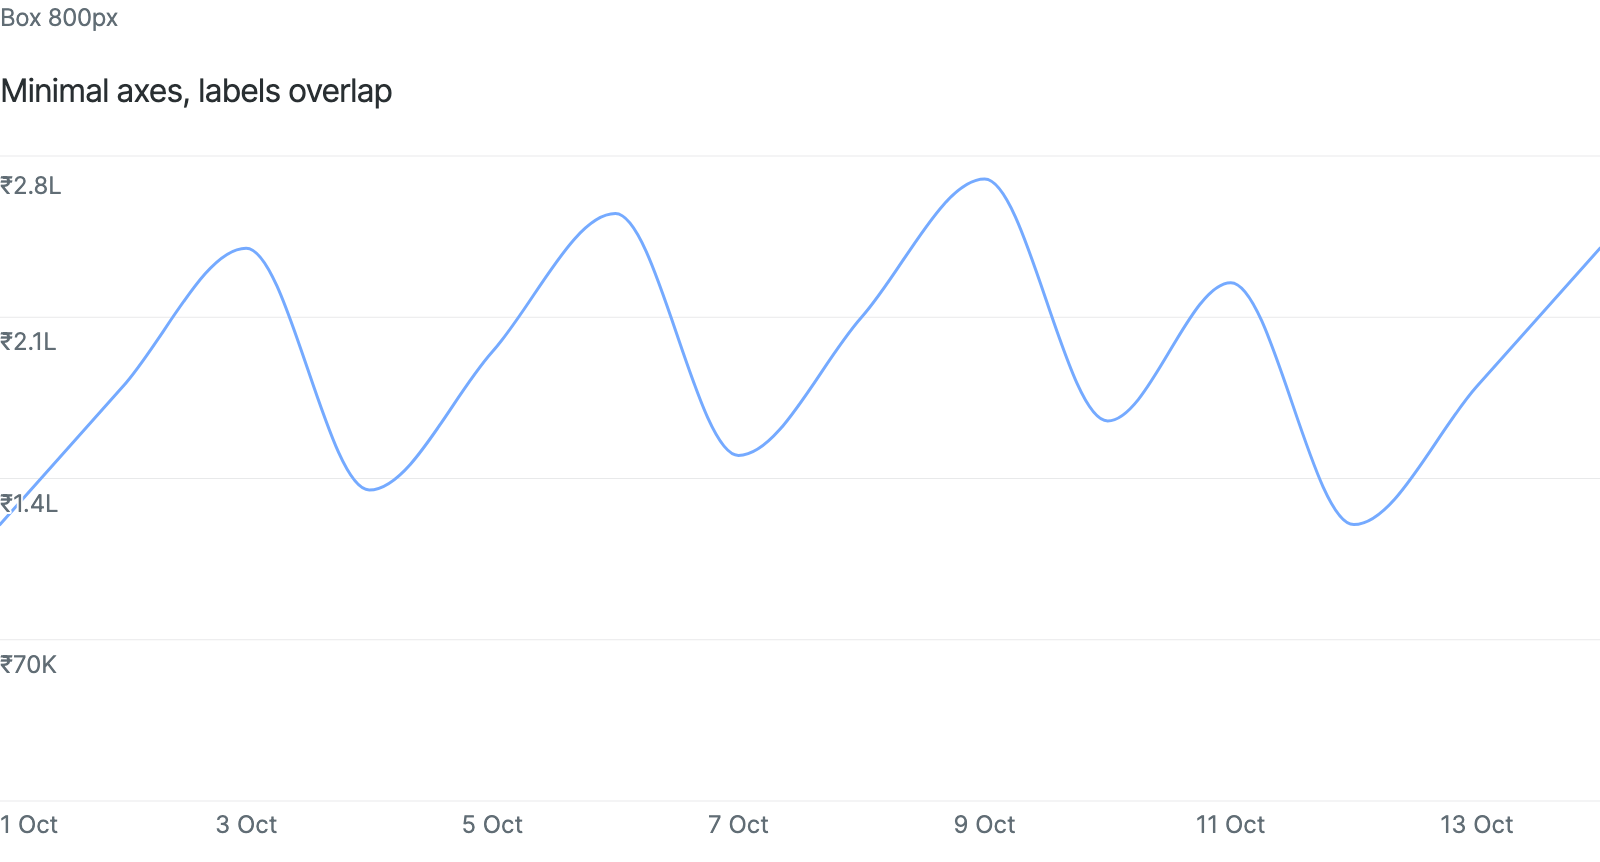 Box 800px
Minimal axes, labels overlap
₹2.8L
₹2.1L
₹1.4L
₹70K
1 Oct 3 Oct 5 Oct 7 Oct 9 Oct 11 Oct 13 Oct